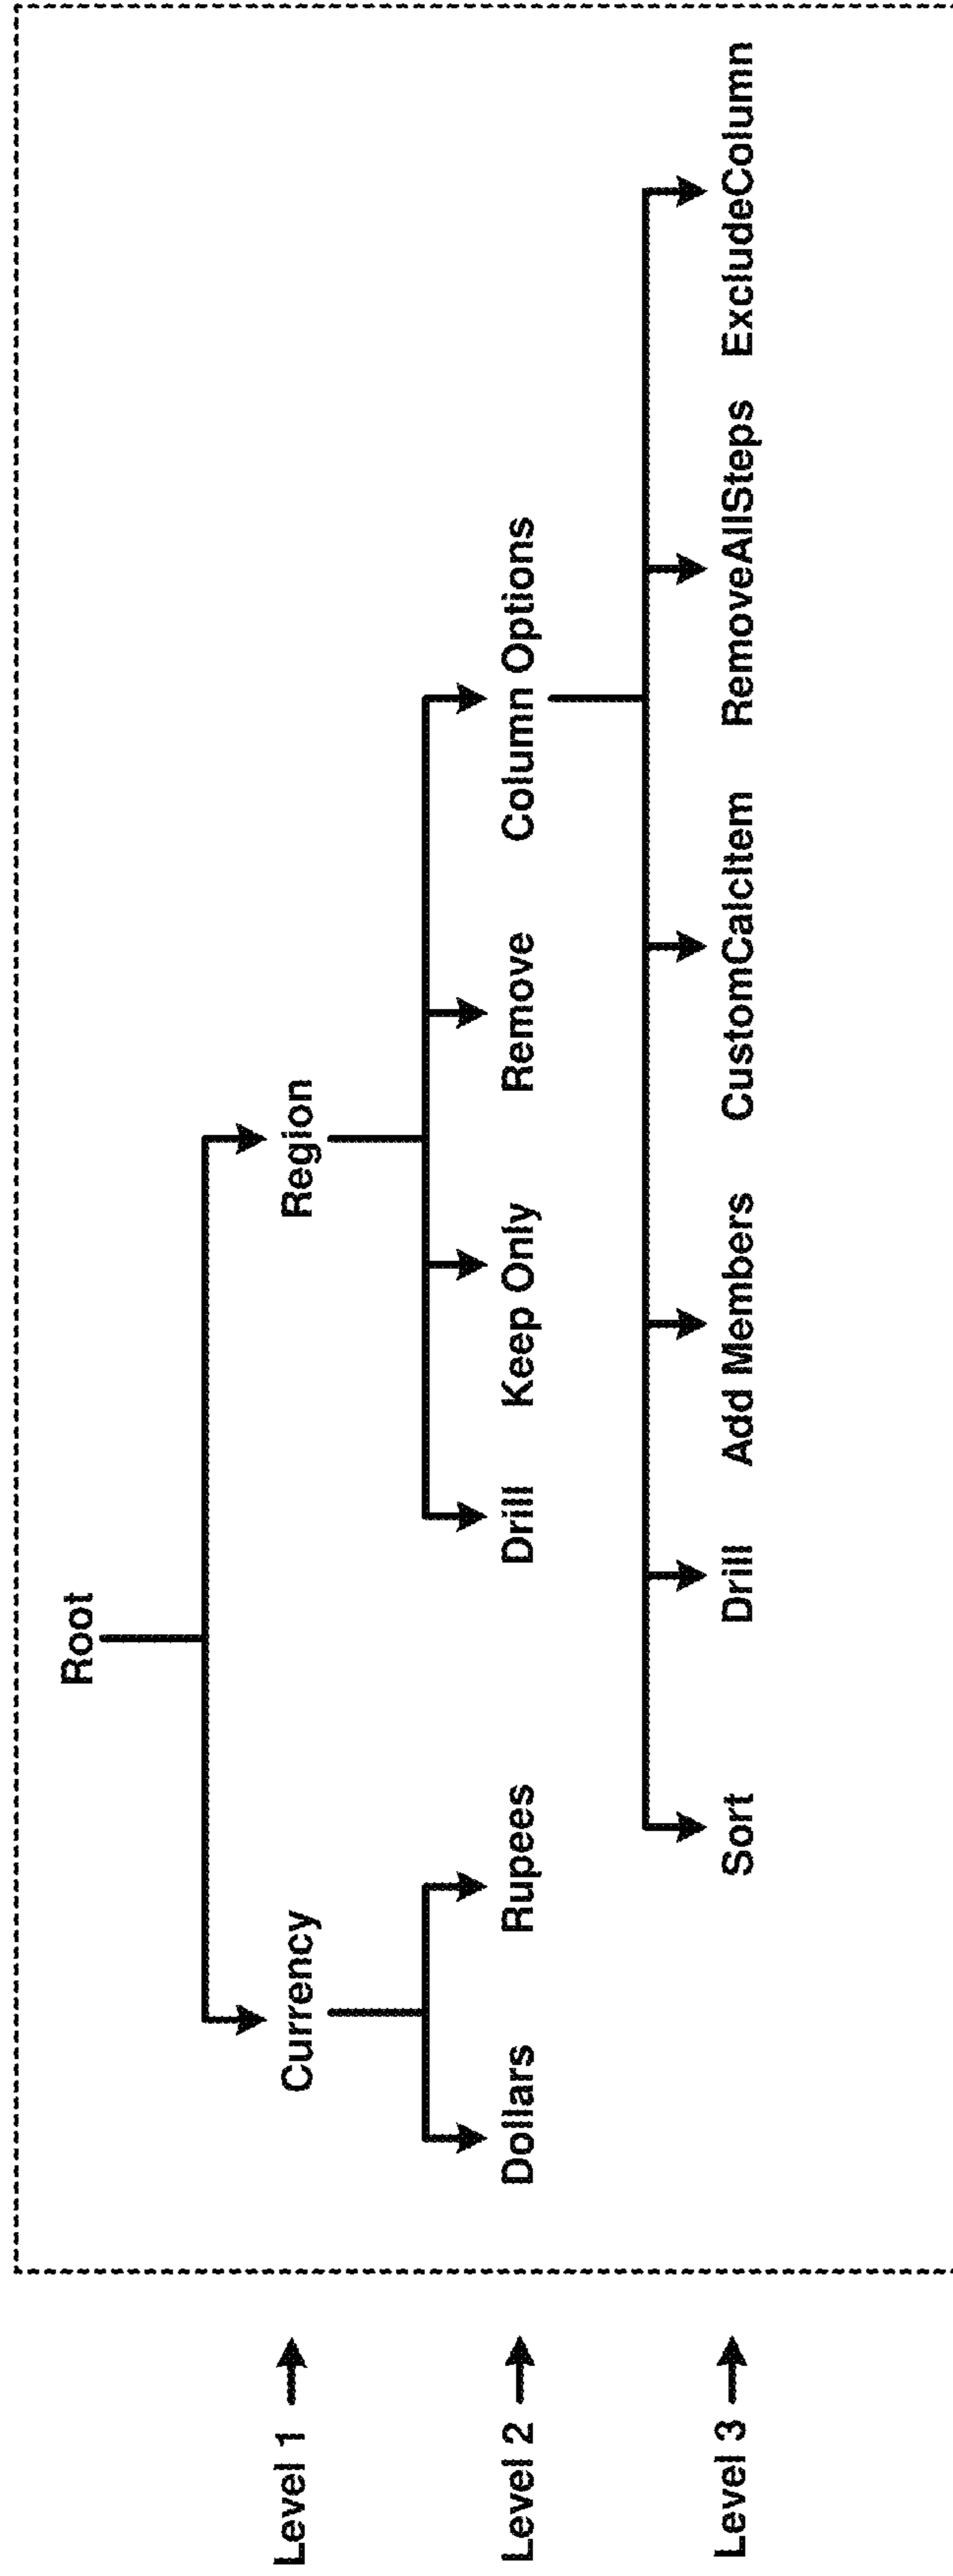 Root
Level 1
Currency
Region
Level 2
Dollars
Rupees
Drill
Keep Only
Remove
Column Options
Level 3
Sort
Drill
Add Members
CustomCalcItem
RemoveAllSteps
ExcludeColumn